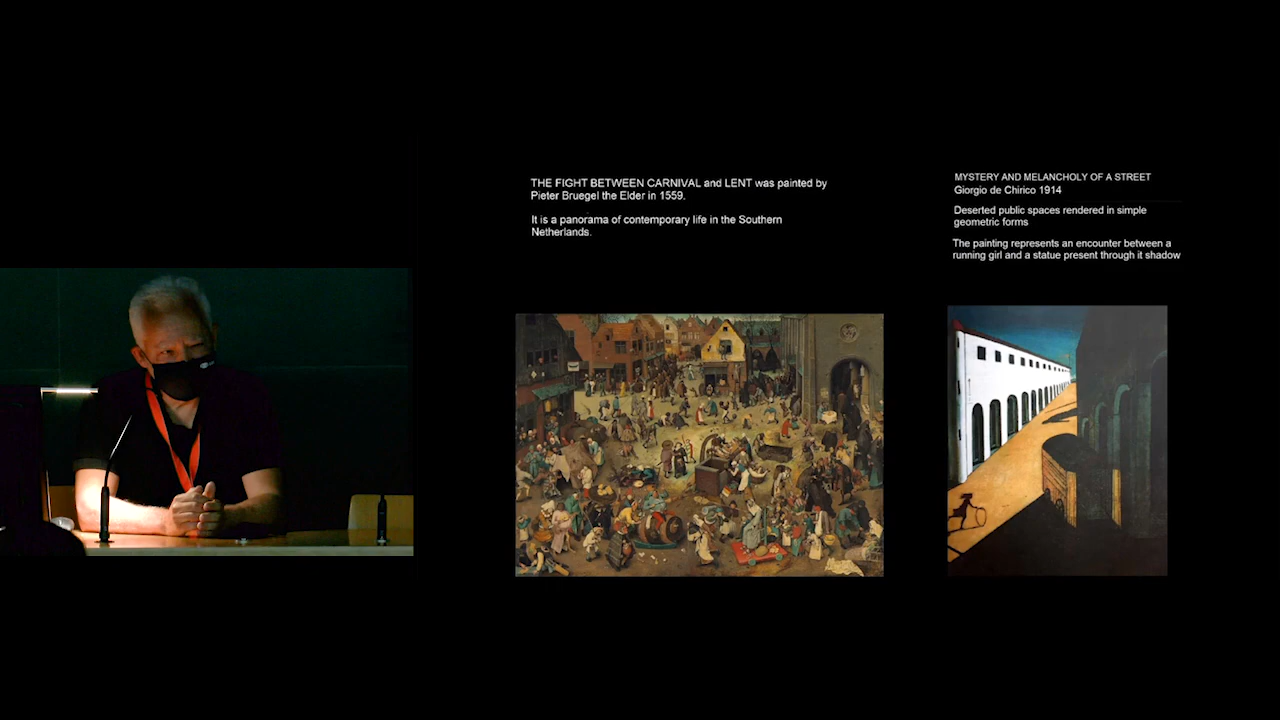 THE FIGHT BETWEEN CARNIVAL and LENT was painted by
Pieter Bruegel the Elder in 1559.
It is a panorama of contemporary life in the Southern
Netherlands.
MYSTERY AND MELANCHOLY OF A STREET
Giorgio de Chirico 1914
Deserted public spaces rendered in simple
geometric forms
The painting represents an encounter between a
running girl and a statue present through it shadow